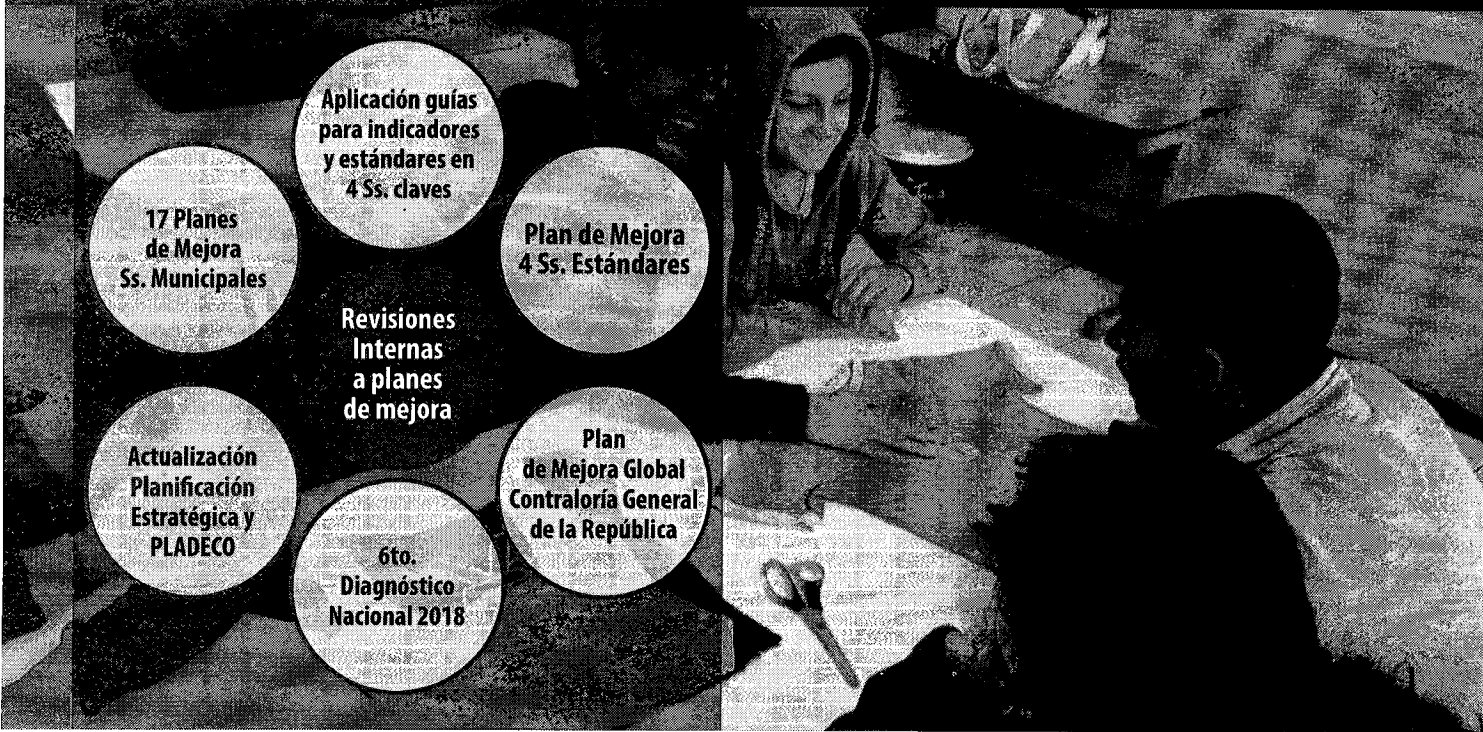 Aplicación guías
para indicadores
y estándares en
4 Ss. claves
17 Planes
de Mejora
Ss. Municipales
Plan de Mejora
4 Ss. Estándares
Revisiones
Internas
a planes
de mejora
Actualización
Planificación
Estratégica y
PLADECO
Plan
de Mejora Global
Contraloría General
de la República
6to.
Diagnóstico
Nacional 2018